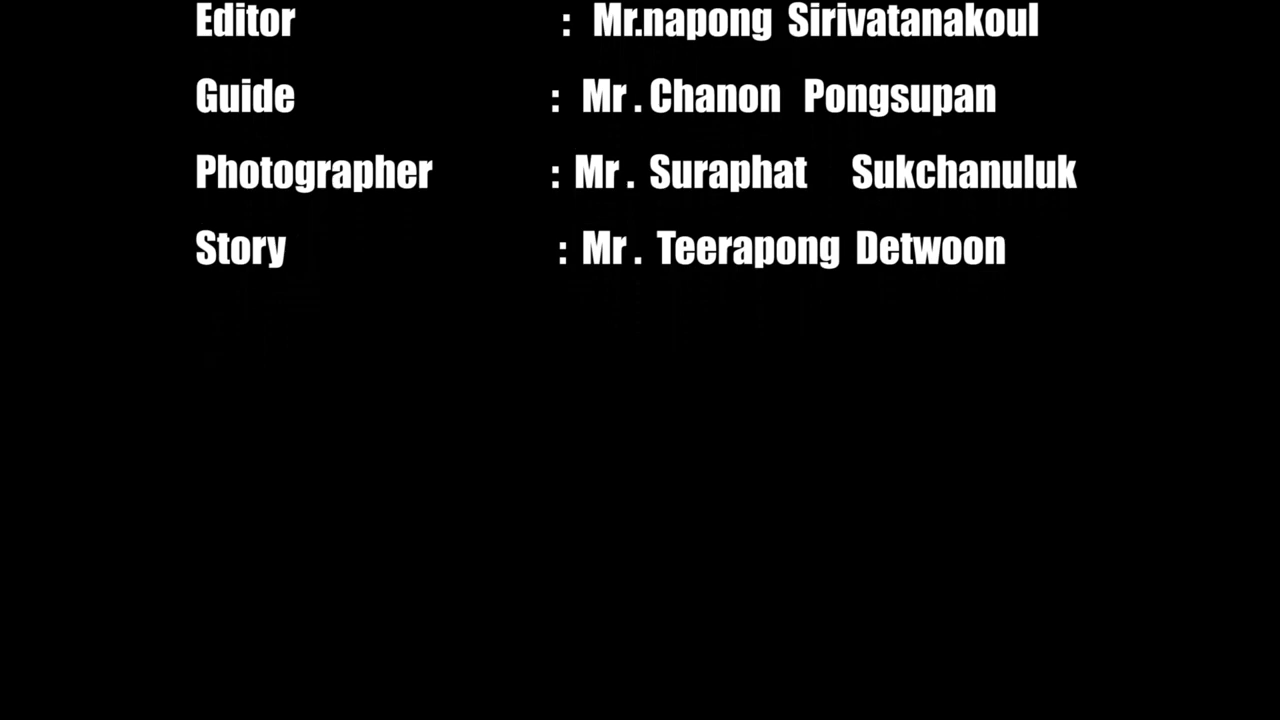 Editor : Mr.napong Sirivatanakoul
Guide : Mr . Chanon Pongsupan
Photographer : Mr . Suraphat Sukchanuluk
Story : Mr . Teerapong Detwoon